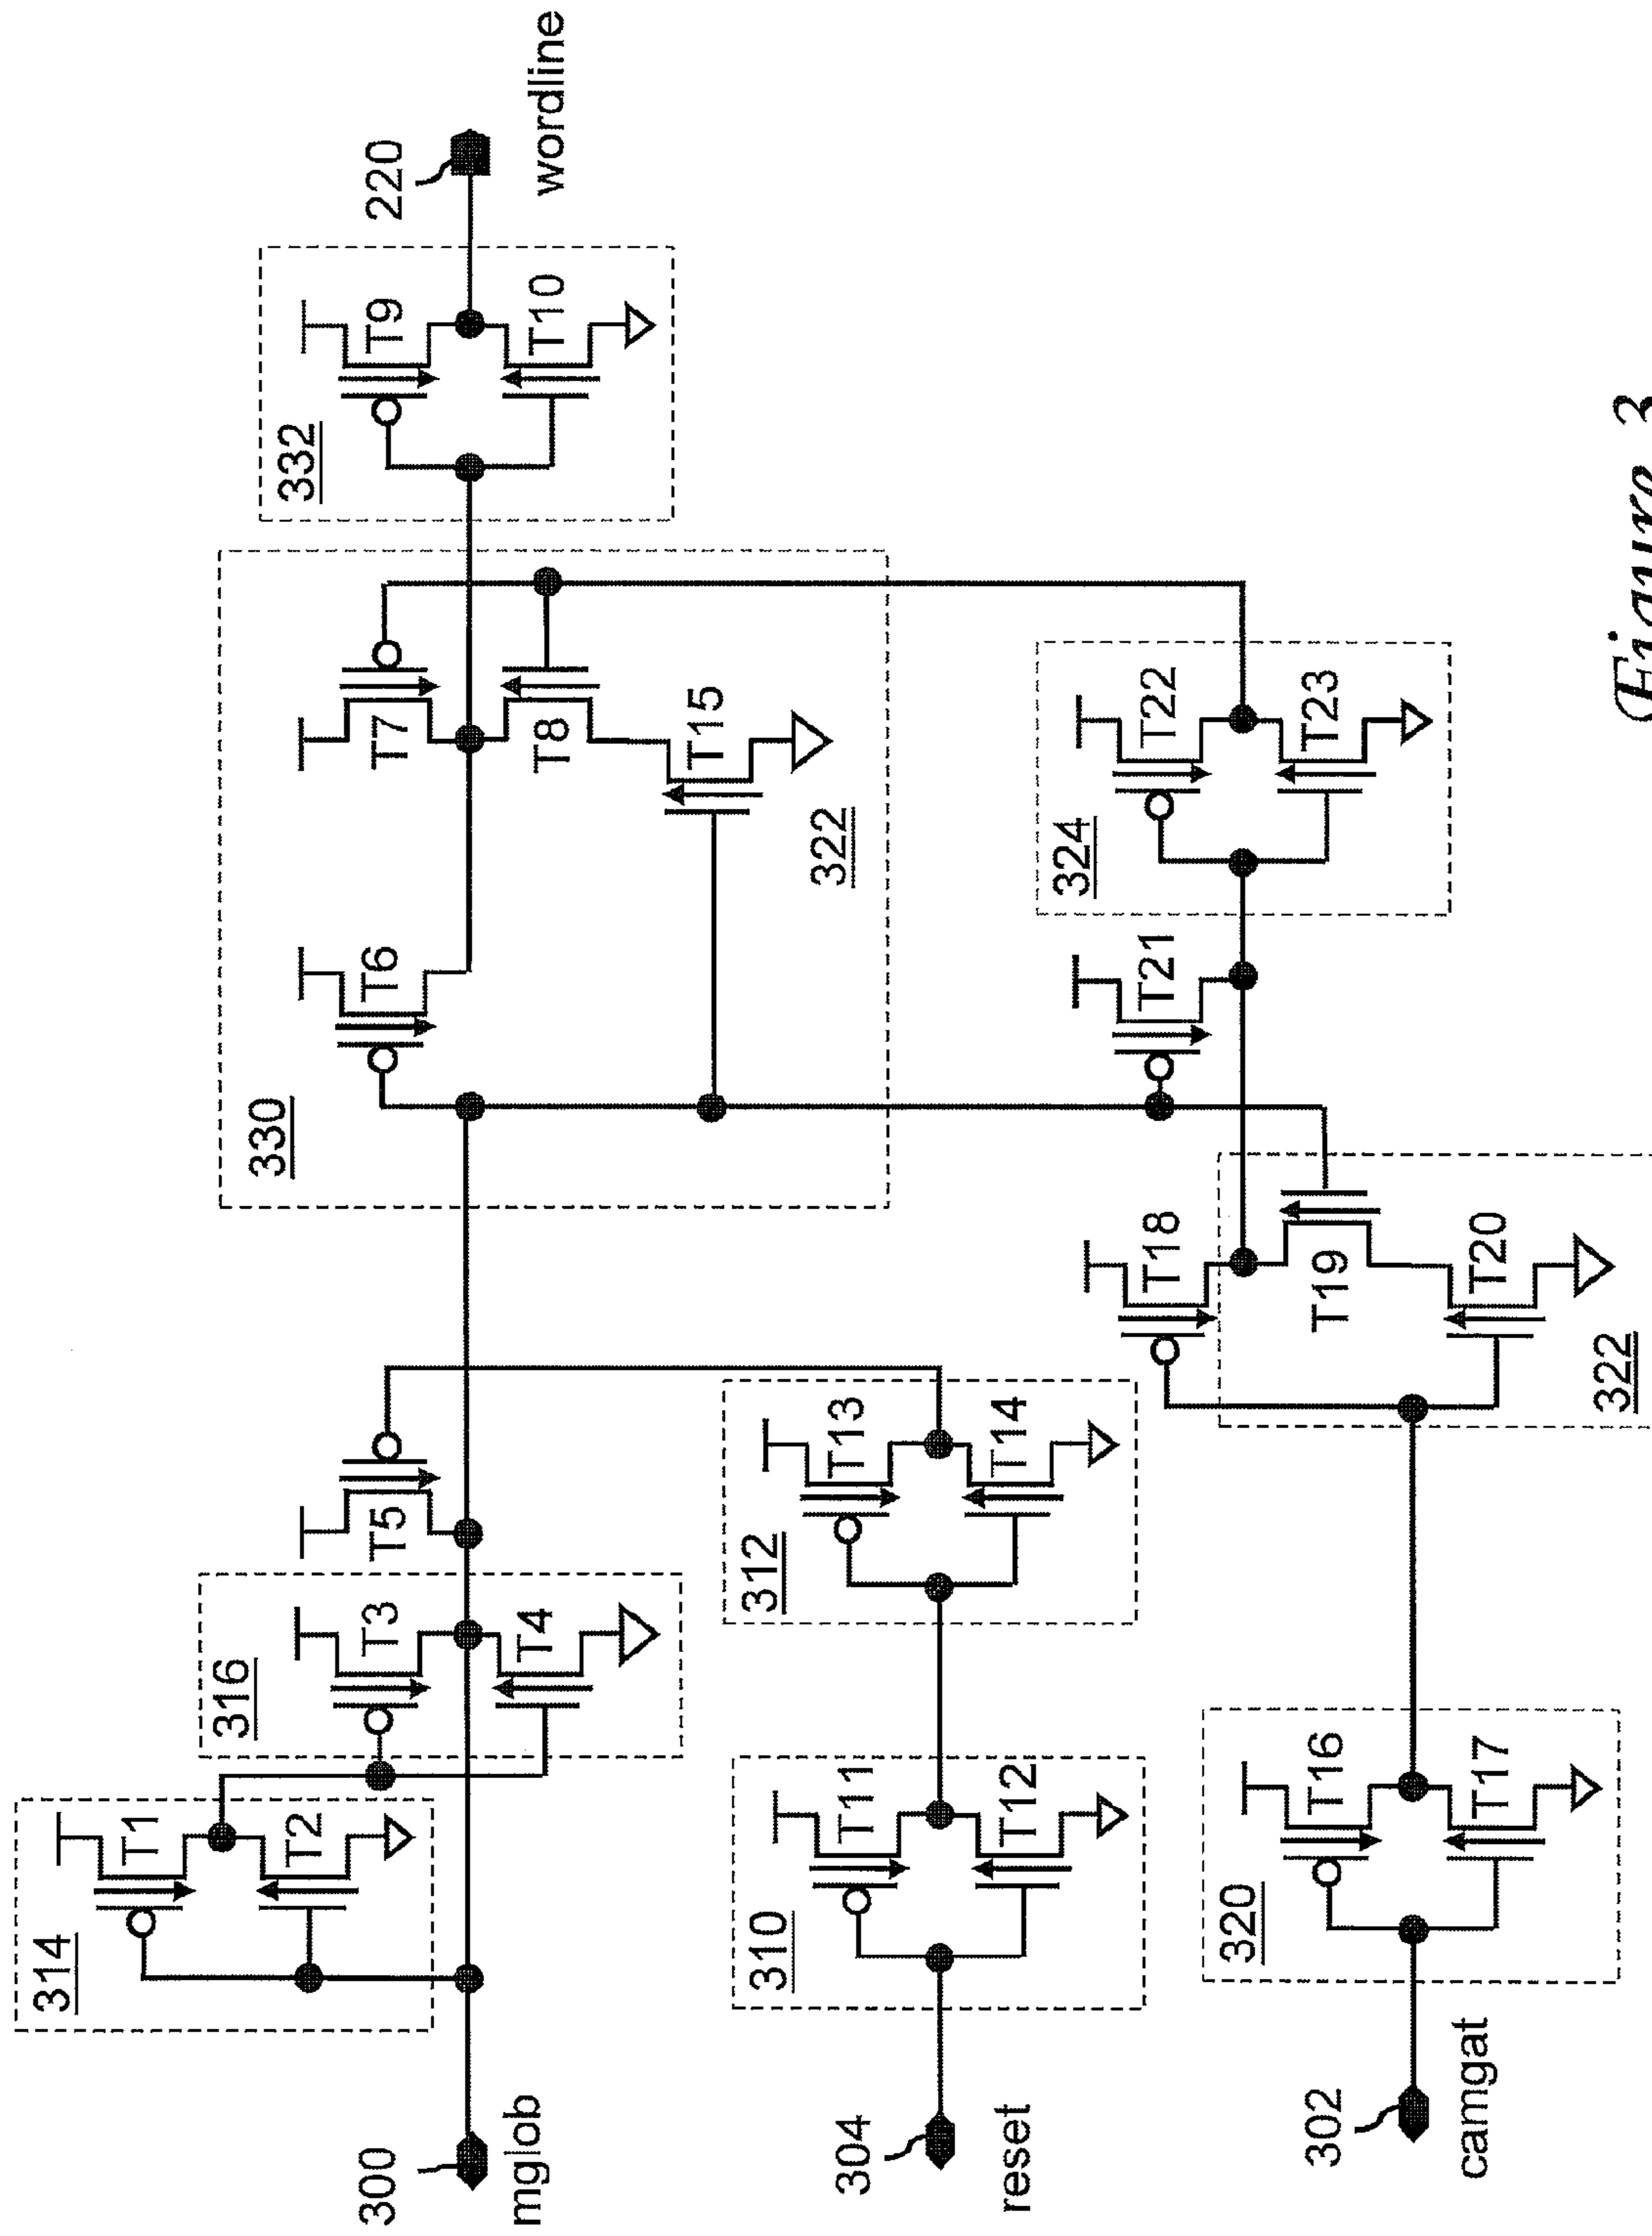 314
T1
T2
316
T3
T4
T5
300
mglob
330
T6
T7
T8
T15
322
332
T9
T10
220
wordline
304
reset
310
T11
T12
312
T13
T14
302
camgat
320
T16
T17
T18
T19
T20
322
T21
324
T22
T23
Figure 3